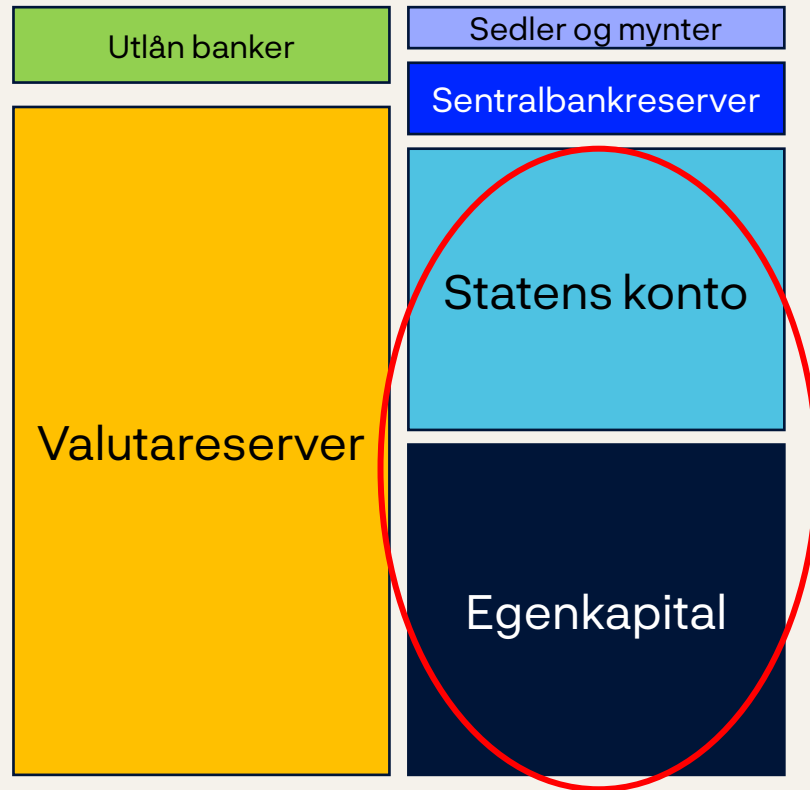 Utlån banker
Valutareserver
Sedler og mynter
Sentralbankreserver
Statens konto
Egenkapital